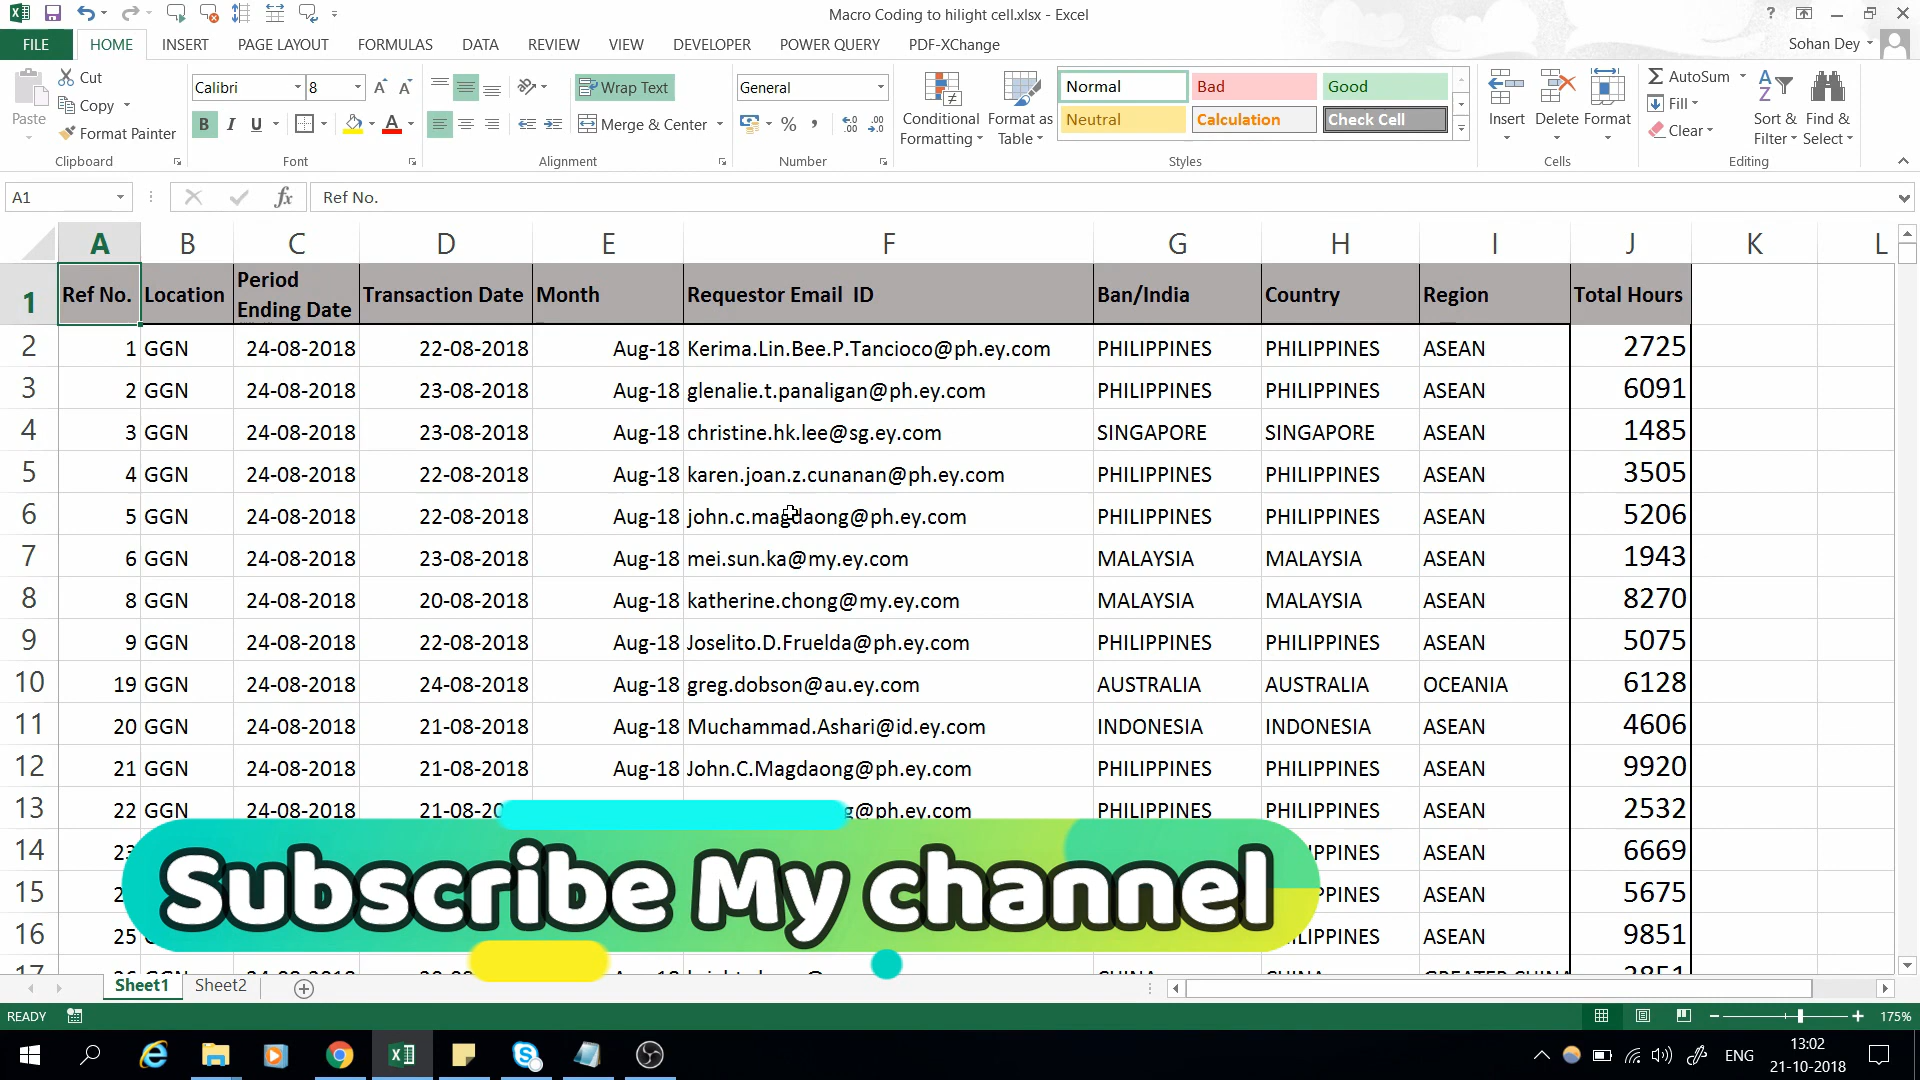 Macro Coding to hilight cell.xlsx - Excel
FILE HOME INSERT PAGE LAYOUT FORMULAS DATA REVIEW VIEW DEVELOPER POWER QUERY PDF-XChange Sohan Dey
Paste Cut Copy Format Painter Clipboard
Calibri 8 B I U A Font
Wrap Text Merge & Center Alignment
General % Number
Conditional Formatting Format as Table
Normal Bad Good
Neutral Calculation Check Cell
Styles
Insert Delete Format Cells
AutoSum Fill Clear Sort & Filter Find & Select Editing
A1 fx Ref No.
A B C D E F G H I J K L
1 Ref No. Location Period Ending Date Transaction Date Month Requestor Email ID Ban/India Country Region Total Hours
2 1 GGN 24-08-2018 22-08-2018 Aug-18 Kerima.Lin.Bee.P.Tancioco@ph.ey.com PHILIPPINES PHILIPPINES ASEAN 2725
3 2 GGN 24-08-2018 23-08-2018 Aug-18 glenalie.t.panaligan@ph.ey.com PHILIPPINES PHILIPPINES ASEAN 6091
4 3 GGN 24-08-2018 23-08-2018 Aug-18 christine.hk.lee@sg.ey.com SINGAPORE SINGAPORE ASEAN 1485
5 4 GGN 24-08-2018 22-08-2018 Aug-18 karen.joan.z.cunanan@ph.ey.com PHILIPPINES PHILIPPINES ASEAN 3505
6 5 GGN 24-08-2018 22-08-2018 Aug-18 john.c.magdaong@ph.ey.com PHILIPPINES PHILIPPINES ASEAN 5206
7 6 GGN 24-08-2018 23-08-2018 Aug-18 mei.sun.ka@my.ey.com MALAYSIA MALAYSIA ASEAN 1943
8 8 GGN 24-08-2018 20-08-2018 Aug-18 katherine.chong@my.ey.com MALAYSIA MALAYSIA ASEAN 8270
9 9 GGN 24-08-2018 22-08-2018 Aug-18 Joselito.D.Fruelda@ph.ey.com PHILIPPINES PHILIPPINES ASEAN 5075
10 19 GGN 24-08-2018 24-08-2018 Aug-18 greg.dobson@au.ey.com AUSTRALIA AUSTRALIA OCEANIA 6128
11 20 GGN 24-08-2018 21-08-2018 Aug-18 Muchammad.Ashari@id.ey.com INDONESIA INDONESIA ASEAN 4606
12 21 GGN 24-08-2018 21-08-2018 Aug-18 John.C.Magdaong@ph.ey.com PHILIPPINES PHILIPPINES ASEAN 9920
13 22 GGN 24-08-2018 21-08-20 g@ph.ey.com PHILIPPINES PHILIPPINES ASEAN 2532
14 23 PPINES ASEAN 6669
15 2 PPINES ASEAN 5675
16 25 PPINES ASEAN 9851
Subscribe My channel
Sheet1 Sheet2
READY 175%
ENG 13:02
21-10-2018